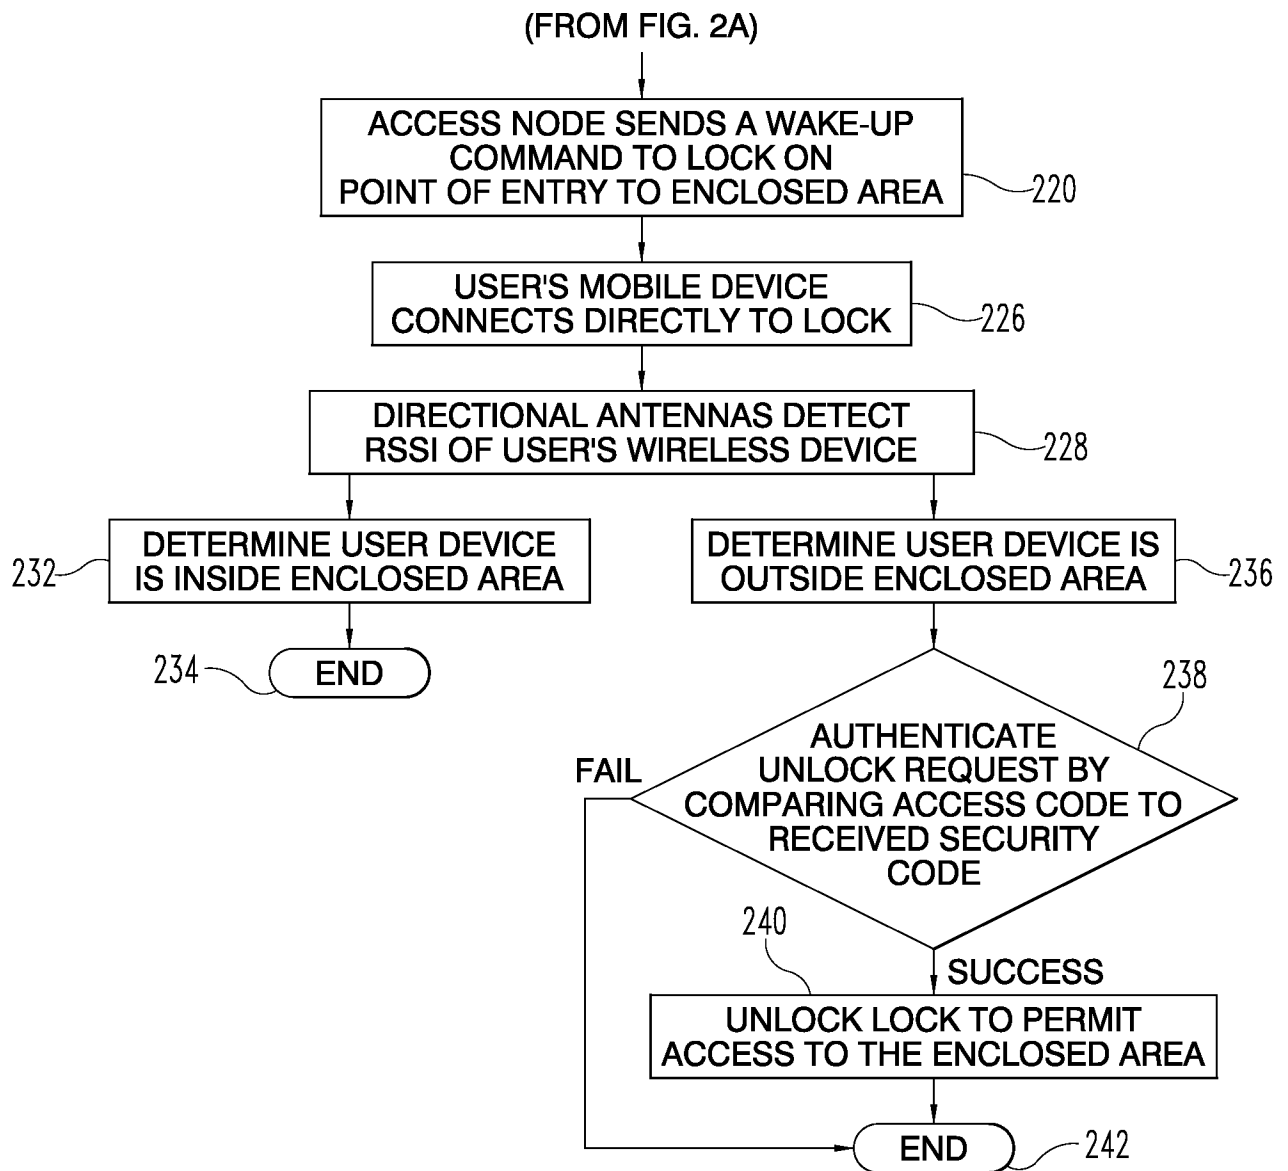 (FROM FIG. 2A)
ACCESS NODE SENDS A WAKE-UP
COMMAND TO LOCK ON
POINT OF ENTRY TO ENCLOSED AREA
220
USER'S MOBILE DEVICE
CONNECTS DIRECTLY TO LOCK
226
DIRECTIONAL ANTENNAS DETECT
RSSI OF USER'S WIRELESS DEVICE
228
232
DETERMINE USER DEVICE
IS INSIDE ENCLOSED AREA
DETERMINE USER DEVICE IS
OUTSIDE ENCLOSED AREA
236
234
END
238
FAIL
AUTHENTICATE
UNLOCK REQUEST BY
COMPARING ACCESS CODE TO
RECEIVED SECURITY
CODE
240
SUCCESS
UNLOCK LOCK TO PERMIT
ACCESS TO THE ENCLOSED AREA
END
242